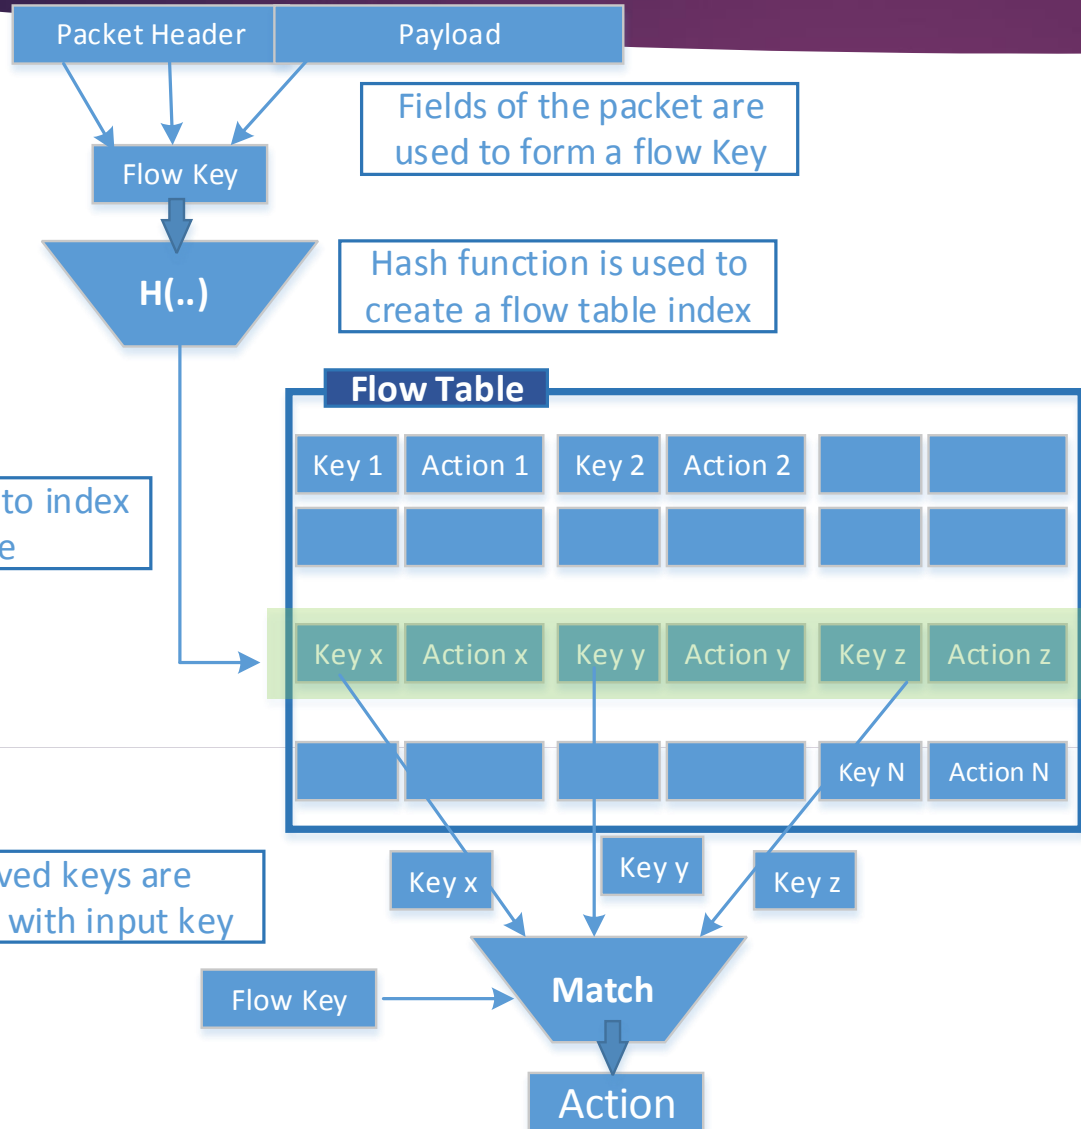 Packet Header
Payload
Fields of the packet are
used to form a flow Key
Flow Key
Hash function is used to
create a flow table index
H(..)
Flow Table
Key 1
Action 1
Key 2
Action 2
to index
Key x
Action x
Key y
Action y
Key z
Action z
Key N
Action N
keys are
with input key
Key x
Key y
Key z
Flow Key
Match
Action